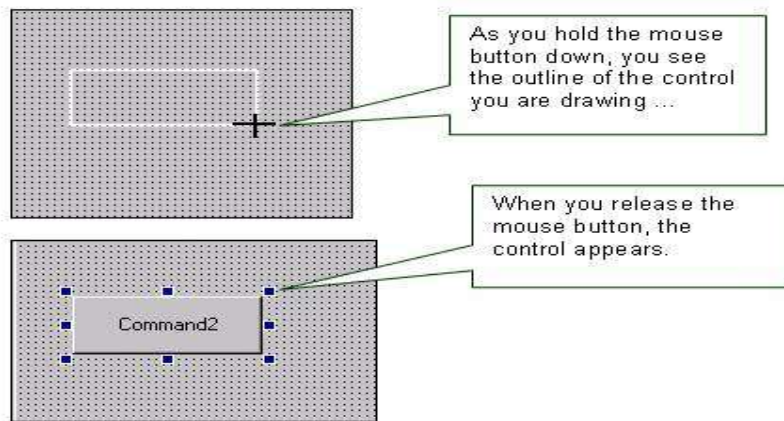 As you hold the mouse
button down, you see
the outline of the control
you are drawing ...
When you release the
mouse button, the
control appears.
Command2